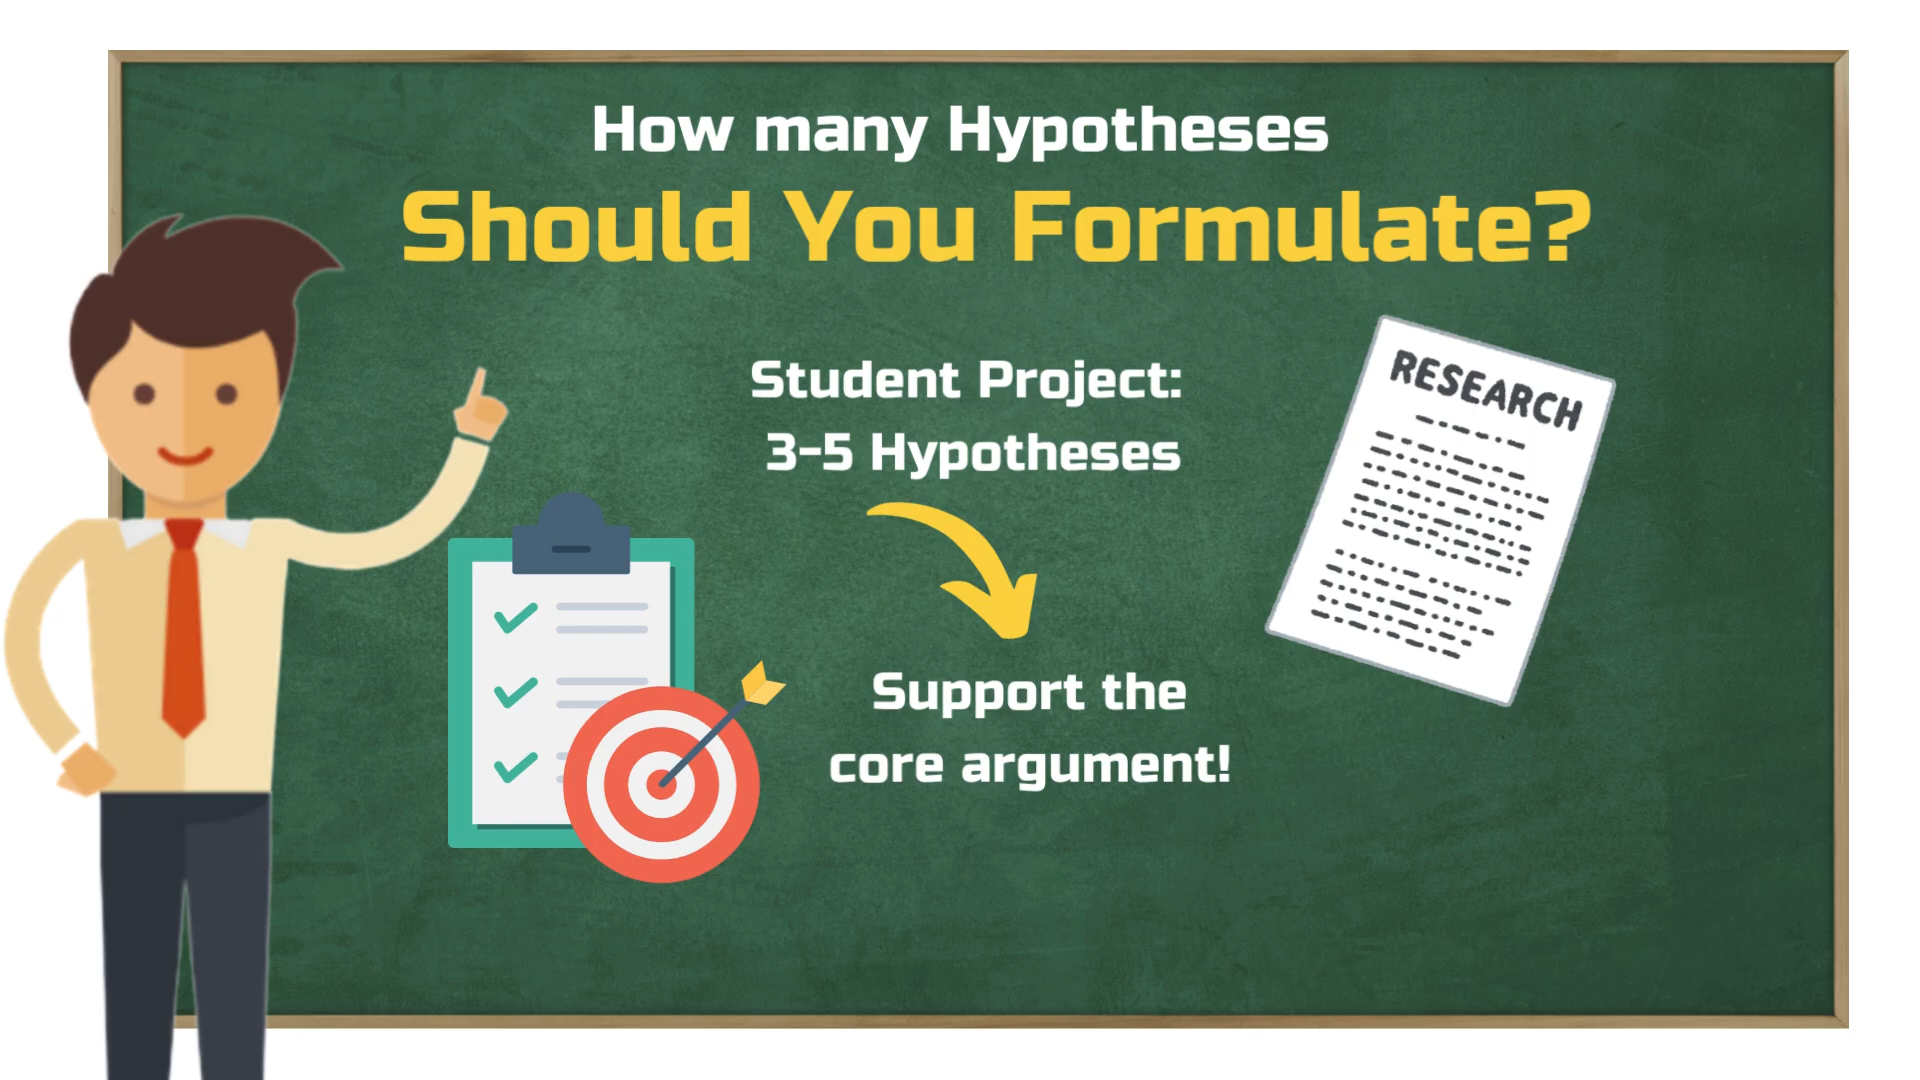 How many Hypotheses
Should You Formulate?
Student Project:
3-5 Hypotheses
RESEARCH
Support the
core argument!